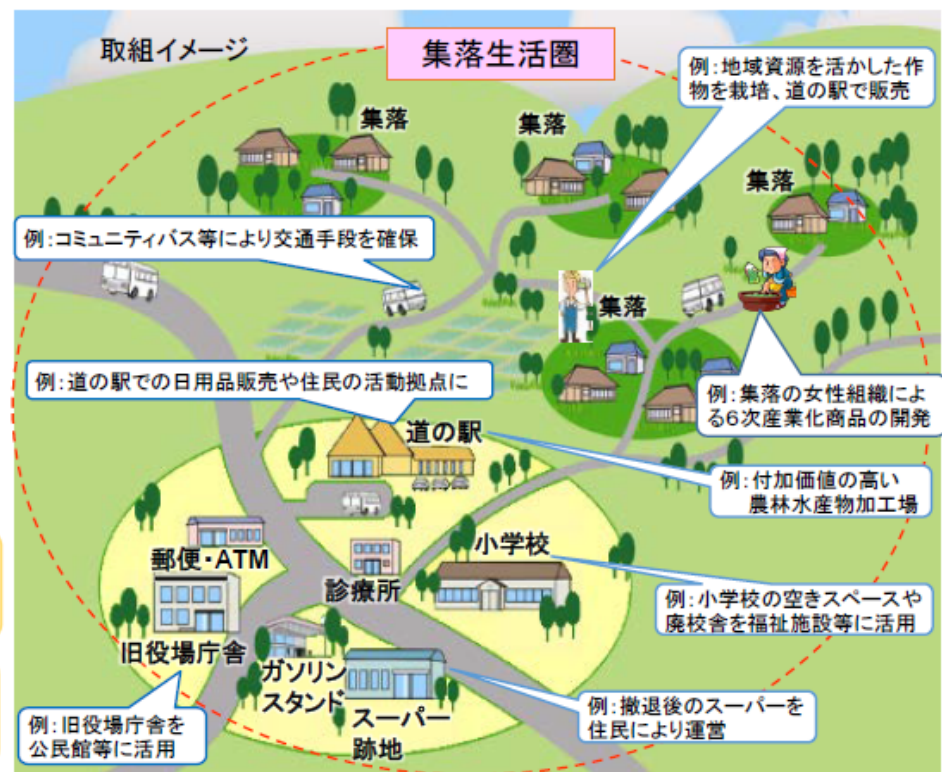 取組イメージ
集落生活圏
例：地域資源を活かした作
物を栽培、道の駅で販売
集落
集落
集落
例：コミュニティバス等により交通手段を確保
集落
例：道の駅での日用品販売や住民の活動拠点に
例：集落の女性組織によ
る６次産業化商品の開発
道の駅
例：付加価値の高い
農林水産物加工場
小学校
郵便・ATM
診療所
例：小学校の空きスペースや
廃校舎を福祉施設等に活用
旧役場庁舎
ガソリン
スタンド
スーパー
跡地
例：撤退後のスーパーを
住民により運営
例：旧役場庁舎を
公民館等に活用